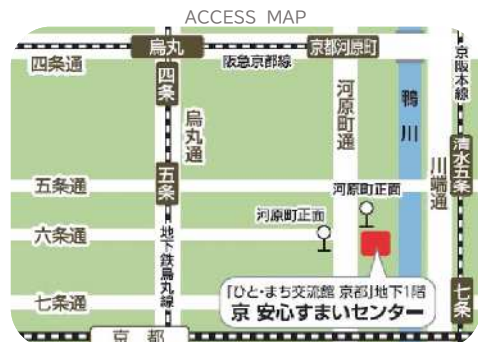 ACCESS MAP
烏丸
京都河原町
四条通
阪急京都線
四条
京阪本線
河原町通
鴨川
烏丸通
清水五条
川端通
五条
五条通
河原町正面
河原町正面
六条通
地下鉄烏丸線
「ひと・まち交流館 京都」地下1階
京 安心すまいセンター
七条通
七条
京都